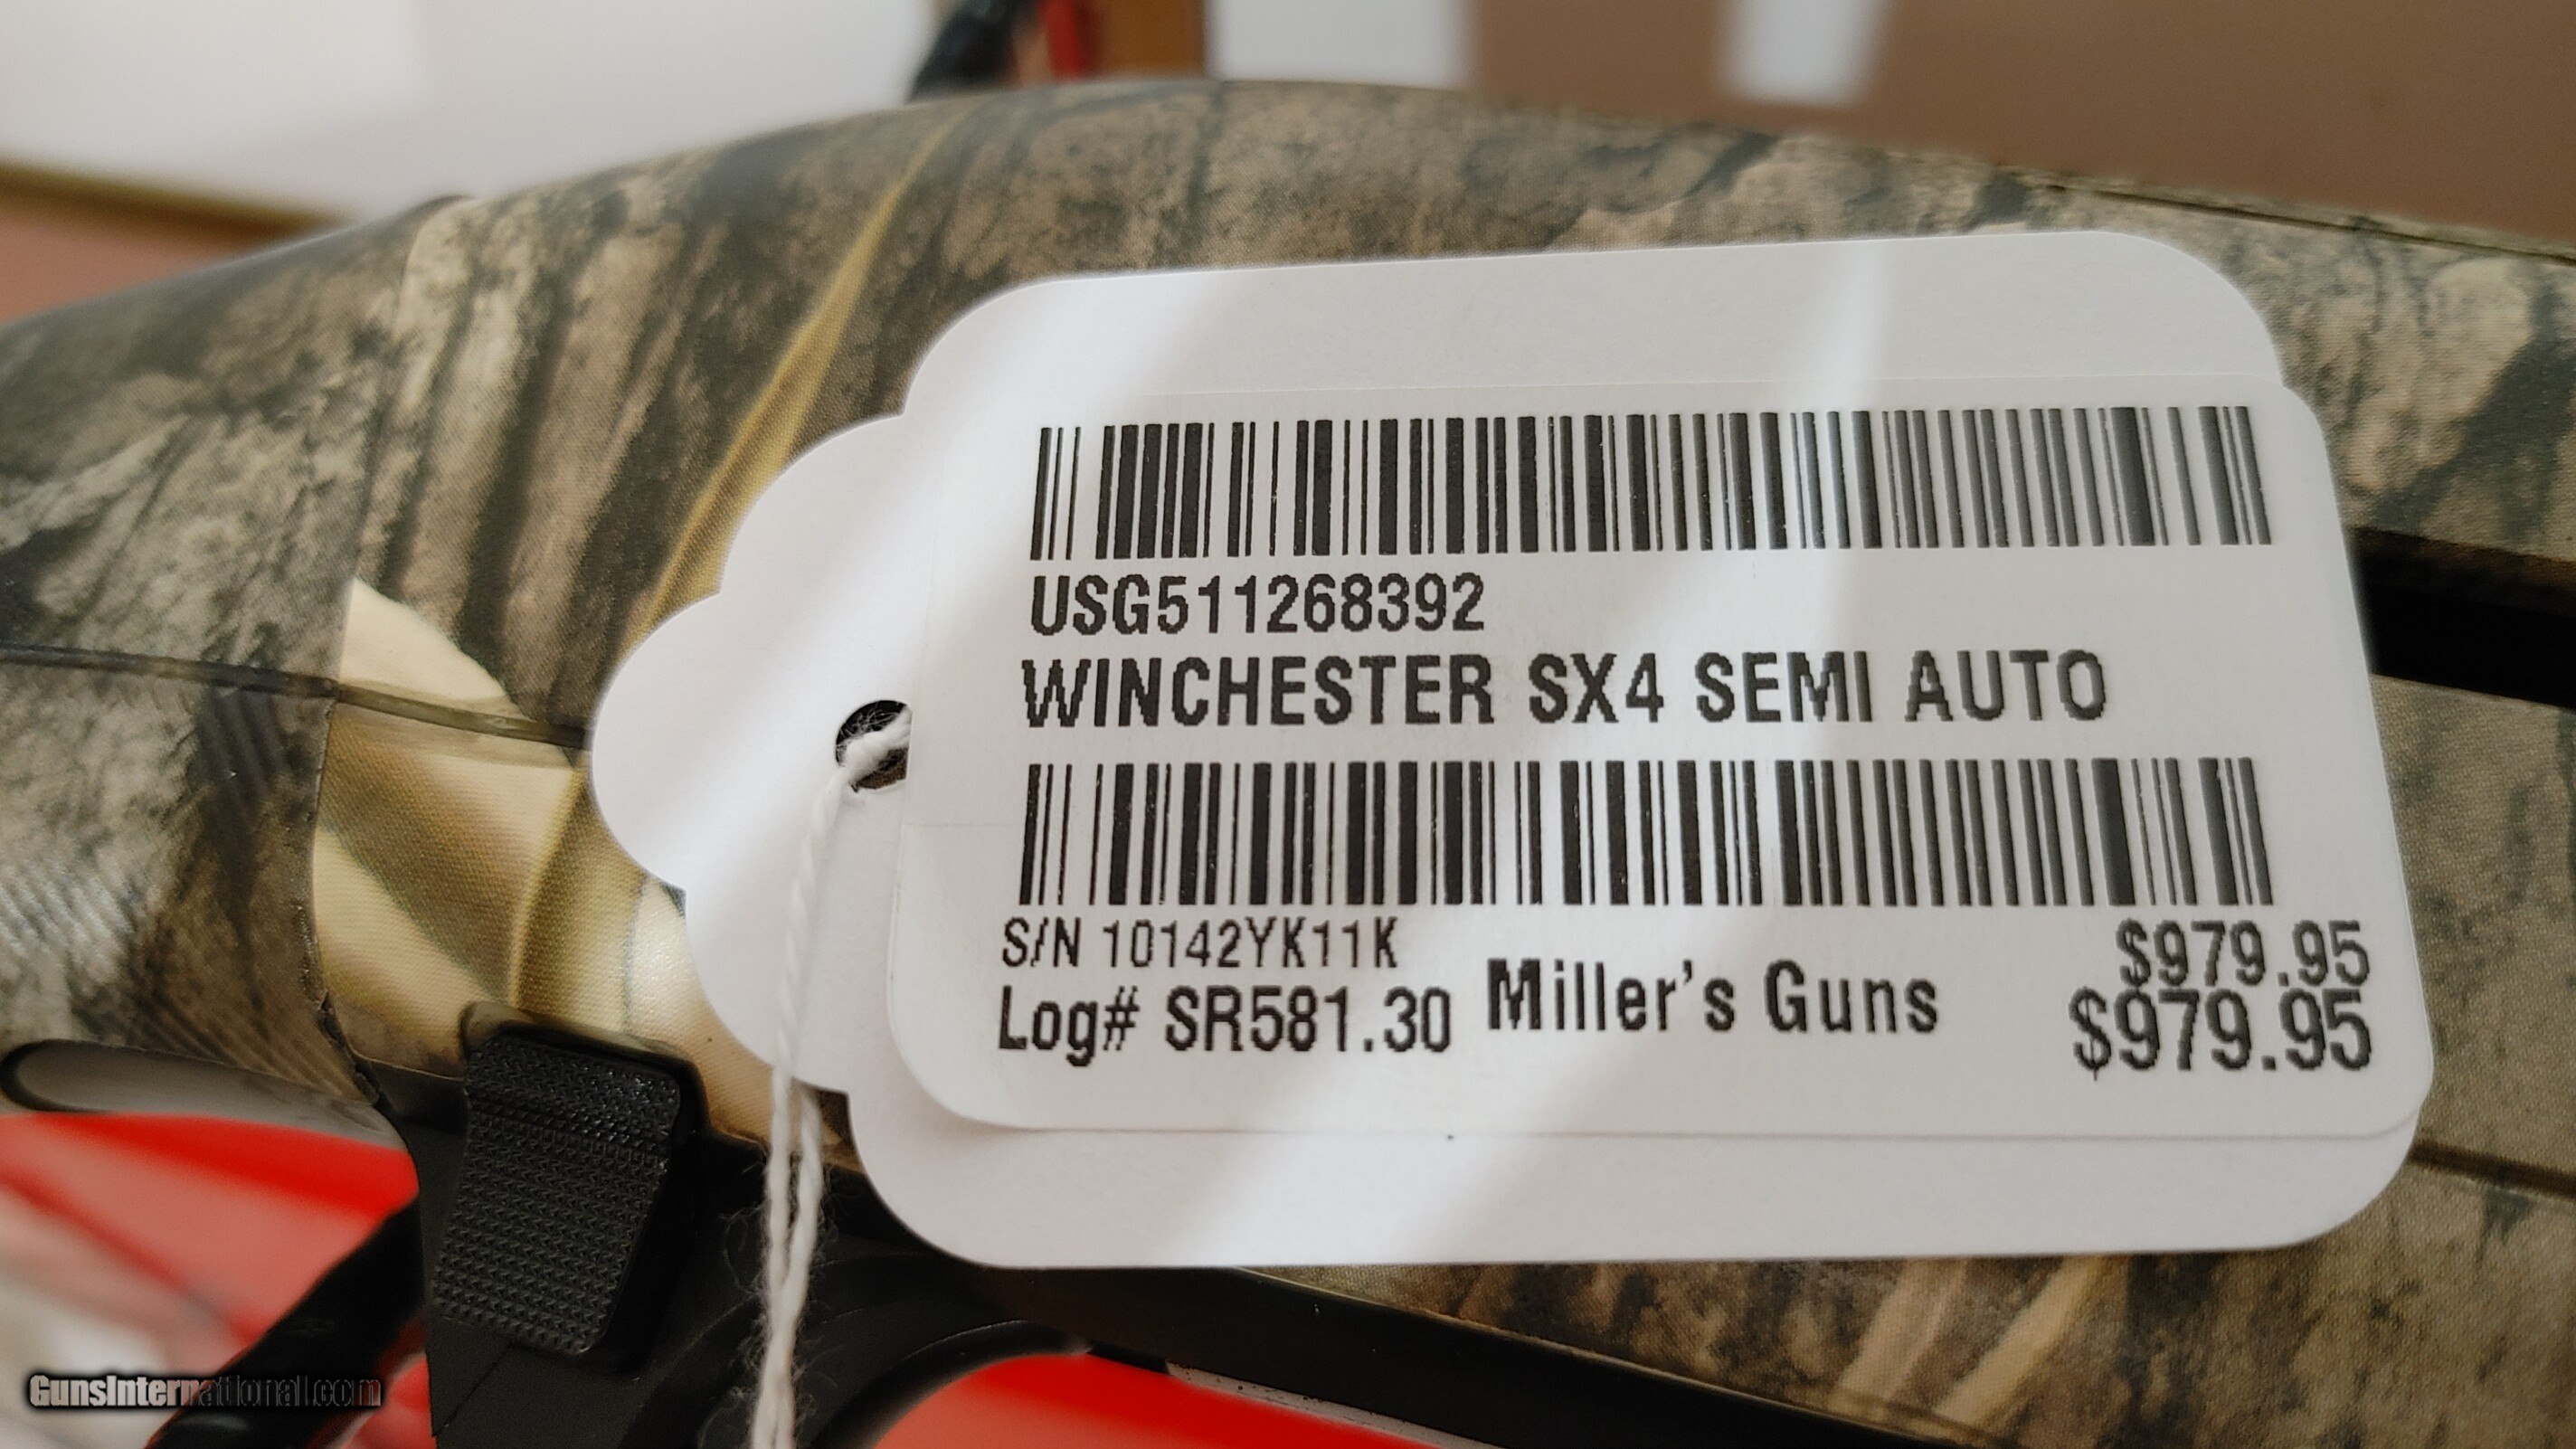 USG511268392
WINCHESTER SX4 SEMI AUTO
S/N 10142YK11K
$979.95
Log# SR581.30
Miller's Guns
$979.95
GunsInternational.com